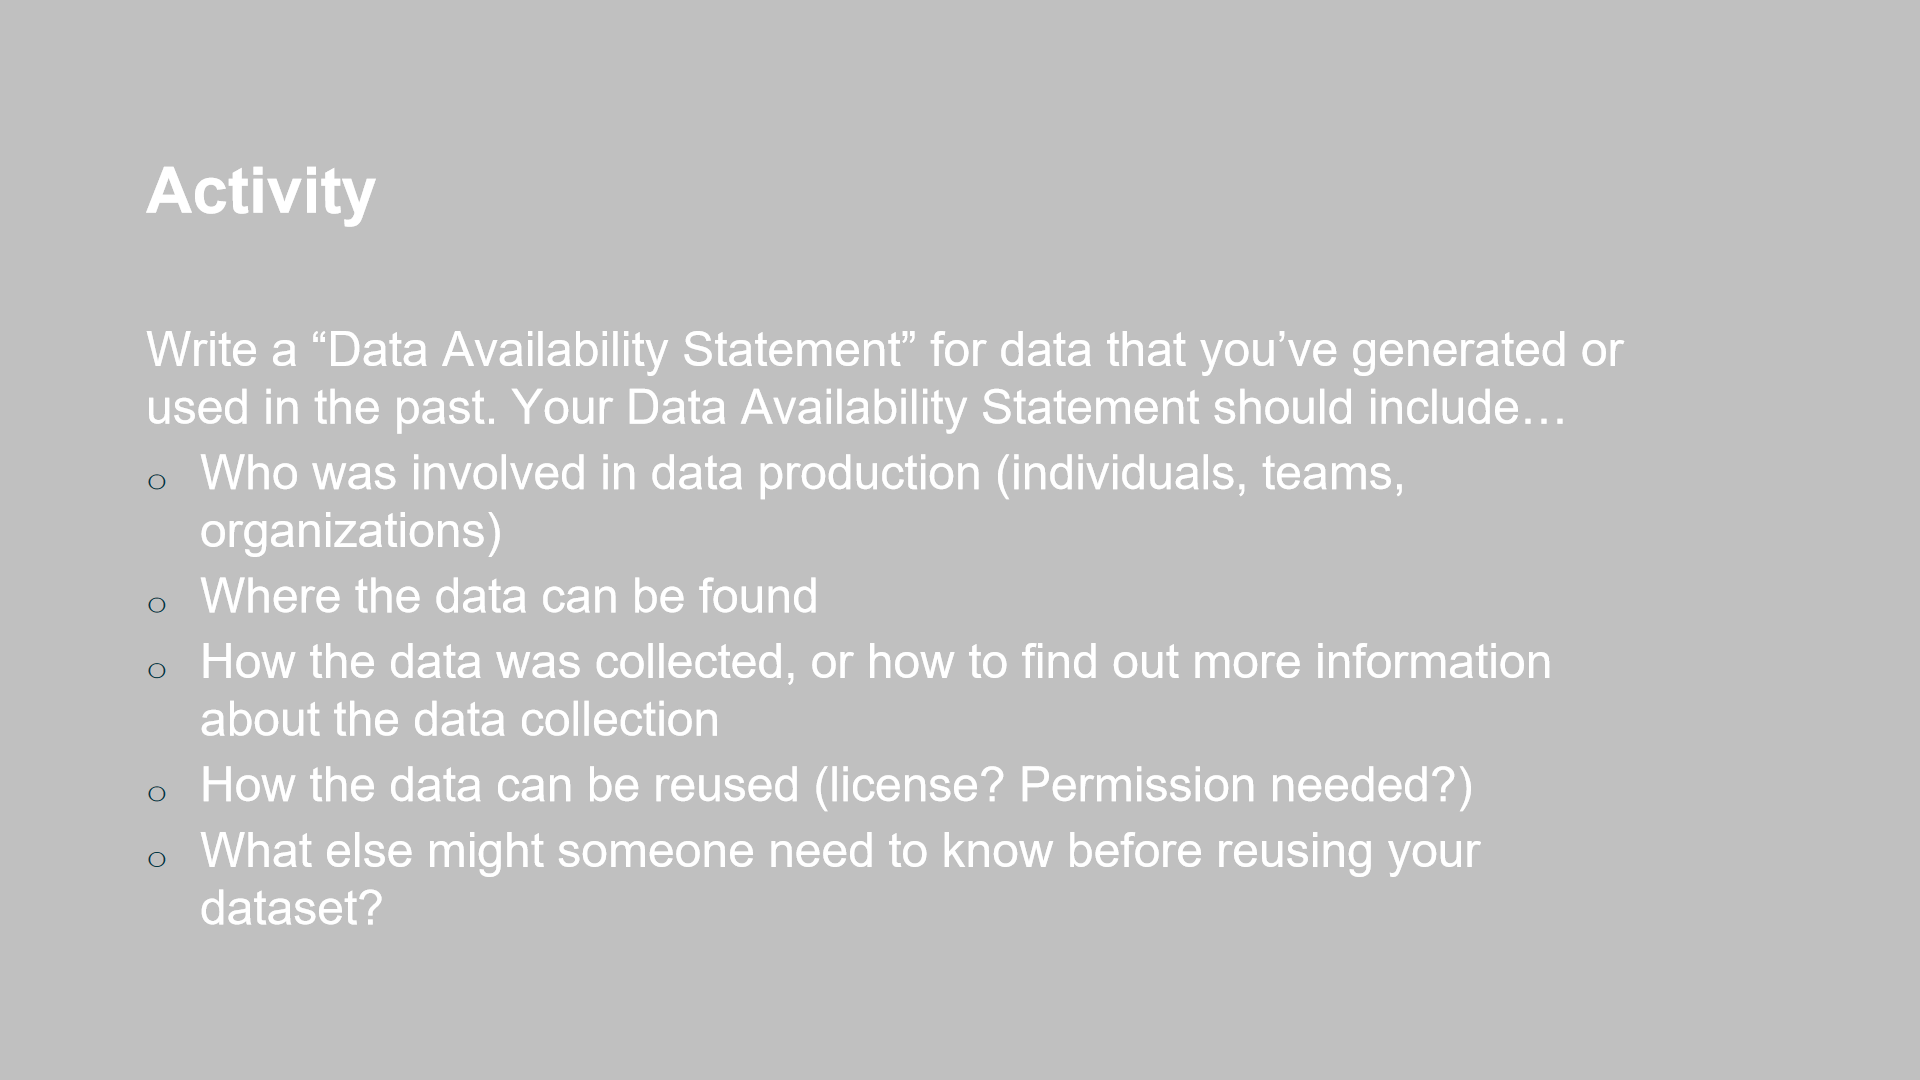 Activity
Write a “Data Availability Statement” for data that you’ve generated or
used in the past. Your Data Availability Statement should include…
o Who was involved in data production (individuals, teams,
organizations)
o Where the data can be found
o How the data was collected, or how to find out more information
about the data collection
o How the data can be reused (license? Permission needed?)
o What else might someone need to know before reusing your
dataset?